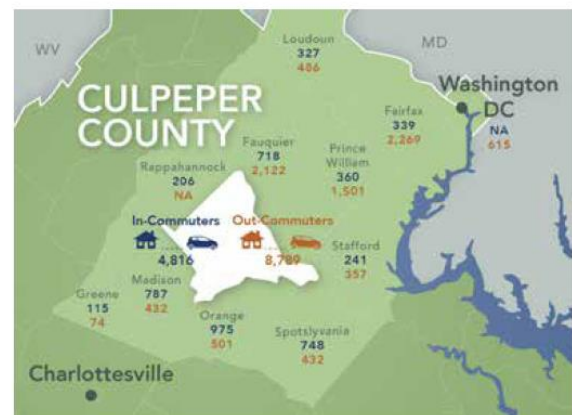 WV
MD
Loudoun
327
486
CULPEPER
COUNTY
Washington
DC
NA
615
Fairfax
339
2,269
Fauquier
718
2,122
Prince
William
360
1,501
Rappahannock
206
NA
In-Commuters
4,816
Out-Commuters
8,789
Stafford
241
357
Madison
787
432
Greene
115
74
Orange
975
501
Spotslyvania
748
432
Charlottesville